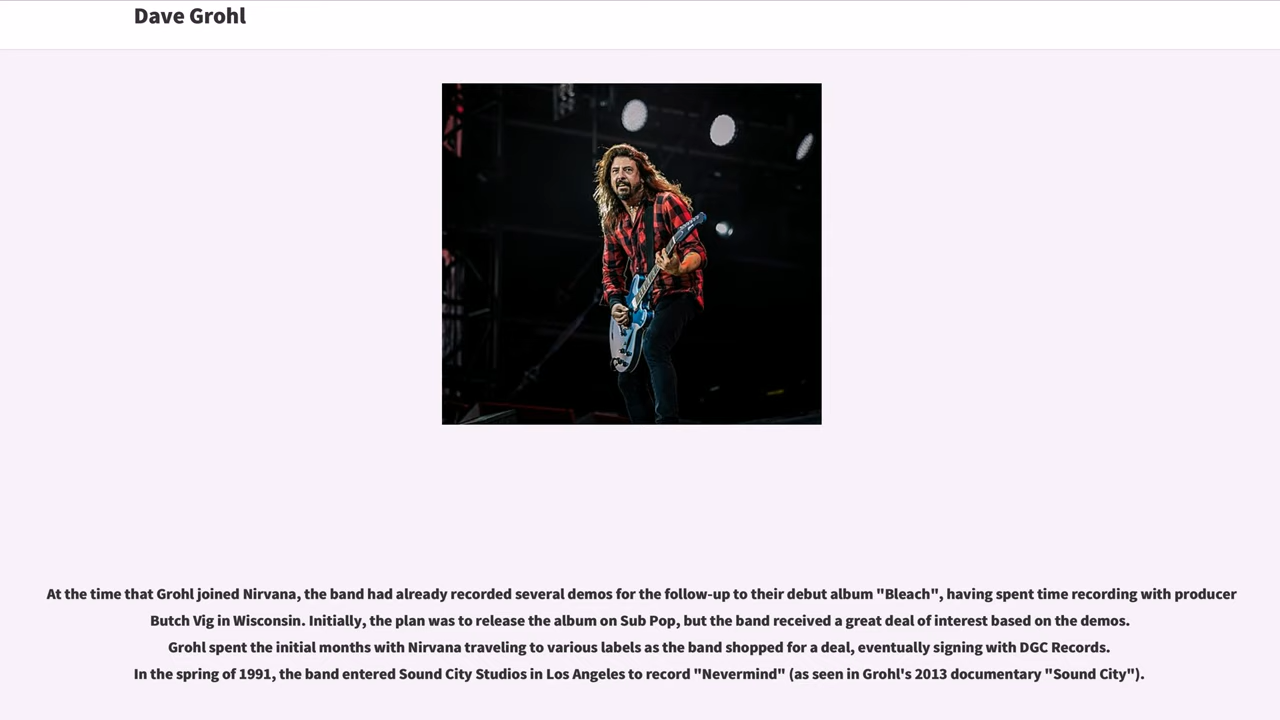 Dave Grohl
At the time that Grohl joined Nirvana, the band had already recorded several demos for the follow-up to their debut album "Bleach", having spent time recording with producer
Butch Vig in Wisconsin. Initially, the plan was to release the album on Sub Pop, but the band received a great deal of interest based on the demos.
Grohl spent the initial months with Nirvana traveling to various labels as the band shopped for a deal, eventually signing with DGC Records.
In the spring of 1991, the band entered Sound City Studios in Los Angeles to record "Nevermind" (as seen in Grohl's 2013 documentary "Sound City").